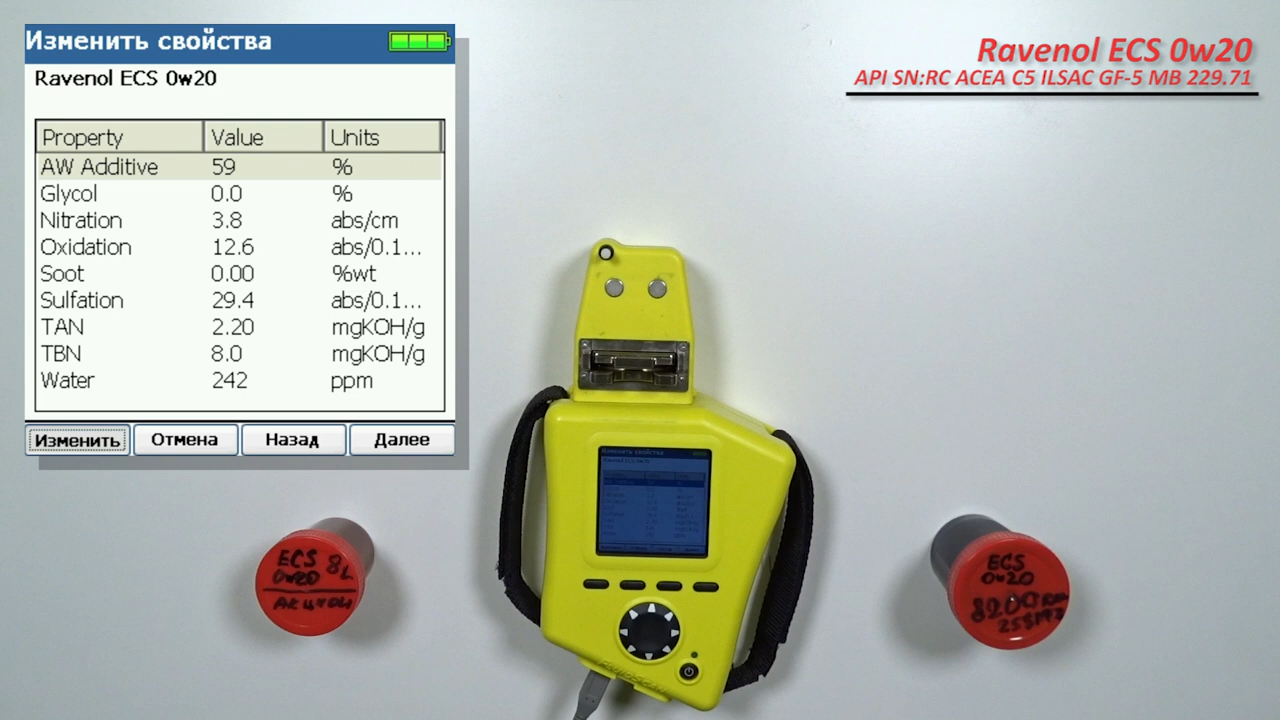 Изменить свойства
Ravenol ECS 0w20
Property Value Units
AW Additive 59 %
Glycol 0.0 %
Nitration 3.8 abs/cm
Oxidation 12.6 abs/0.1...
Soot 0.00 %wt
Sulfation 29.4 abs/0.1...
TAN 2.20 mgKOH/g
TBN 8.0 mgKOH/g
Water 242 ppm
Изменить Отмена Назад Далее
Ravenol ECS 0w20
API SN:RC ACEA C5 ILSAC GF-5 MB 229.71
Изменить свойства
ECS 8L
0w20
ECS
0w20
8200